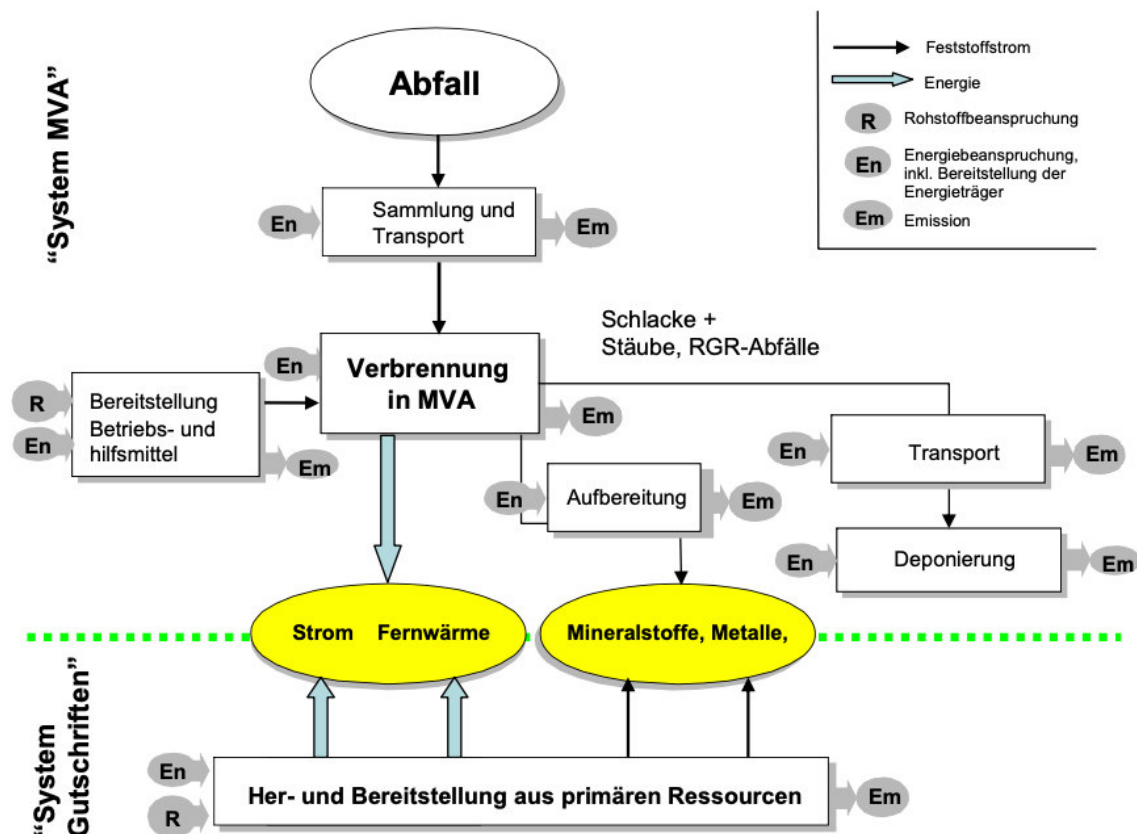 “System MVA”
Abfall
Feststoffstrom
Energie
R
Rohstoffbeanspruchung
En
Energiebeanspruchung,
inkl. Bereitstellung der
Energieträger
Em
Emission
En
Sammlung und
Transport
Em
Schlacke +
Stäube, RGR-Abfälle
En
Verbrennung
in MVA
Em
R
En
Bereitstellung
Betriebs- und
hilfsmittel
Em
En
Aufbereitung
Em
En
Transport
Em
En
Deponierung
Em
Strom Fernwärme
Mineralstoffe, Metalle,
“System
Gutschriften”
En
R
Her- und Bereitstellung aus primären Ressourcen
Em